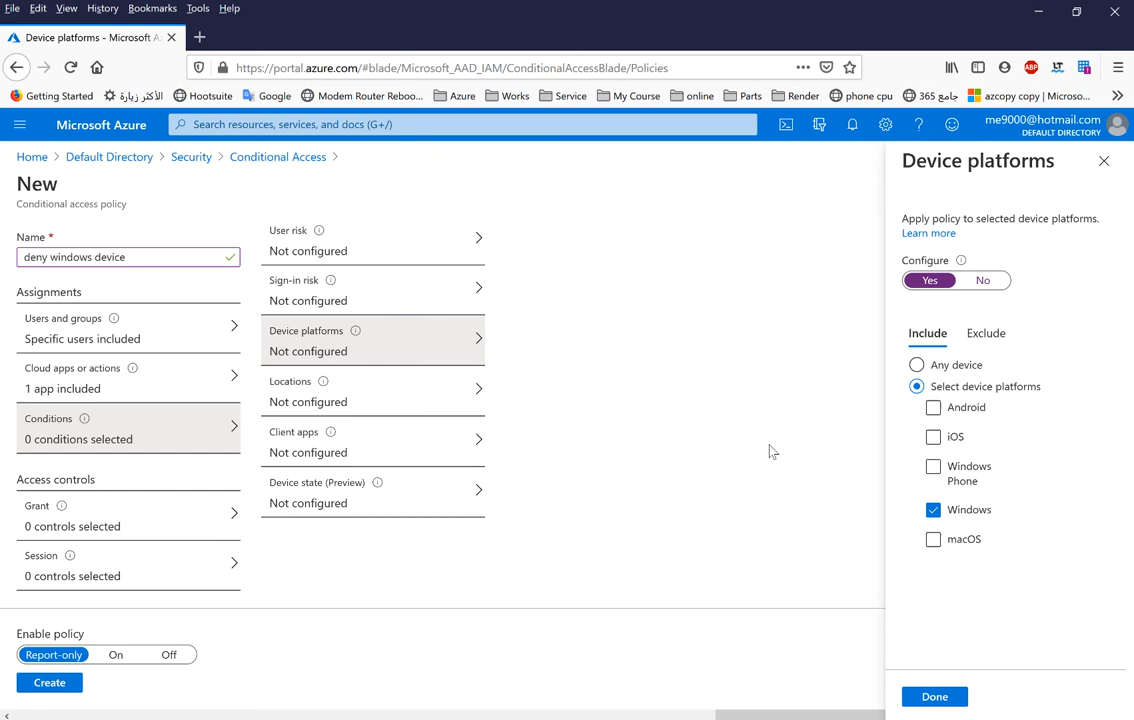 File Edit View History Bookmarks Tools Help
Device platforms - Microsoft A
https://portal.azure.com/#blade/Microsoft_AAD_IAM/ConditionalAccessBlade/Policies
ABP
Getting Started الأكثر زيارة Hootsuite Google Modem Router Reboo... Azure Works Service My Course online Parts Render phone cpu جامع 365 azcopy copy | Microso...
Microsoft Azure
Search resources, services, and docs (G+/)
me9000@hotmail.com
DEFAULT DIRECTORY
Home > Default Directory > Security > Conditional Access >
New
Conditional access policy
Name *
deny windows device
Assignments
Users and groups
Specific users included
Cloud apps or actions
1 app included
Conditions
0 conditions selected
Access controls
Grant
0 controls selected
Session
0 controls selected
Enable policy
Report-only On Off
Create
User risk
Not configured
Sign-in risk
Not configured
Device platforms
Not configured
Locations
Not configured
Client apps
Not configured
Device state (Preview)
Not configured
Device platforms
Apply policy to selected device platforms.
Learn more
Configure
Yes No
Include Exclude
Any device
Select device platforms
Android
iOS
Windows
Phone
Windows
macOS
Done